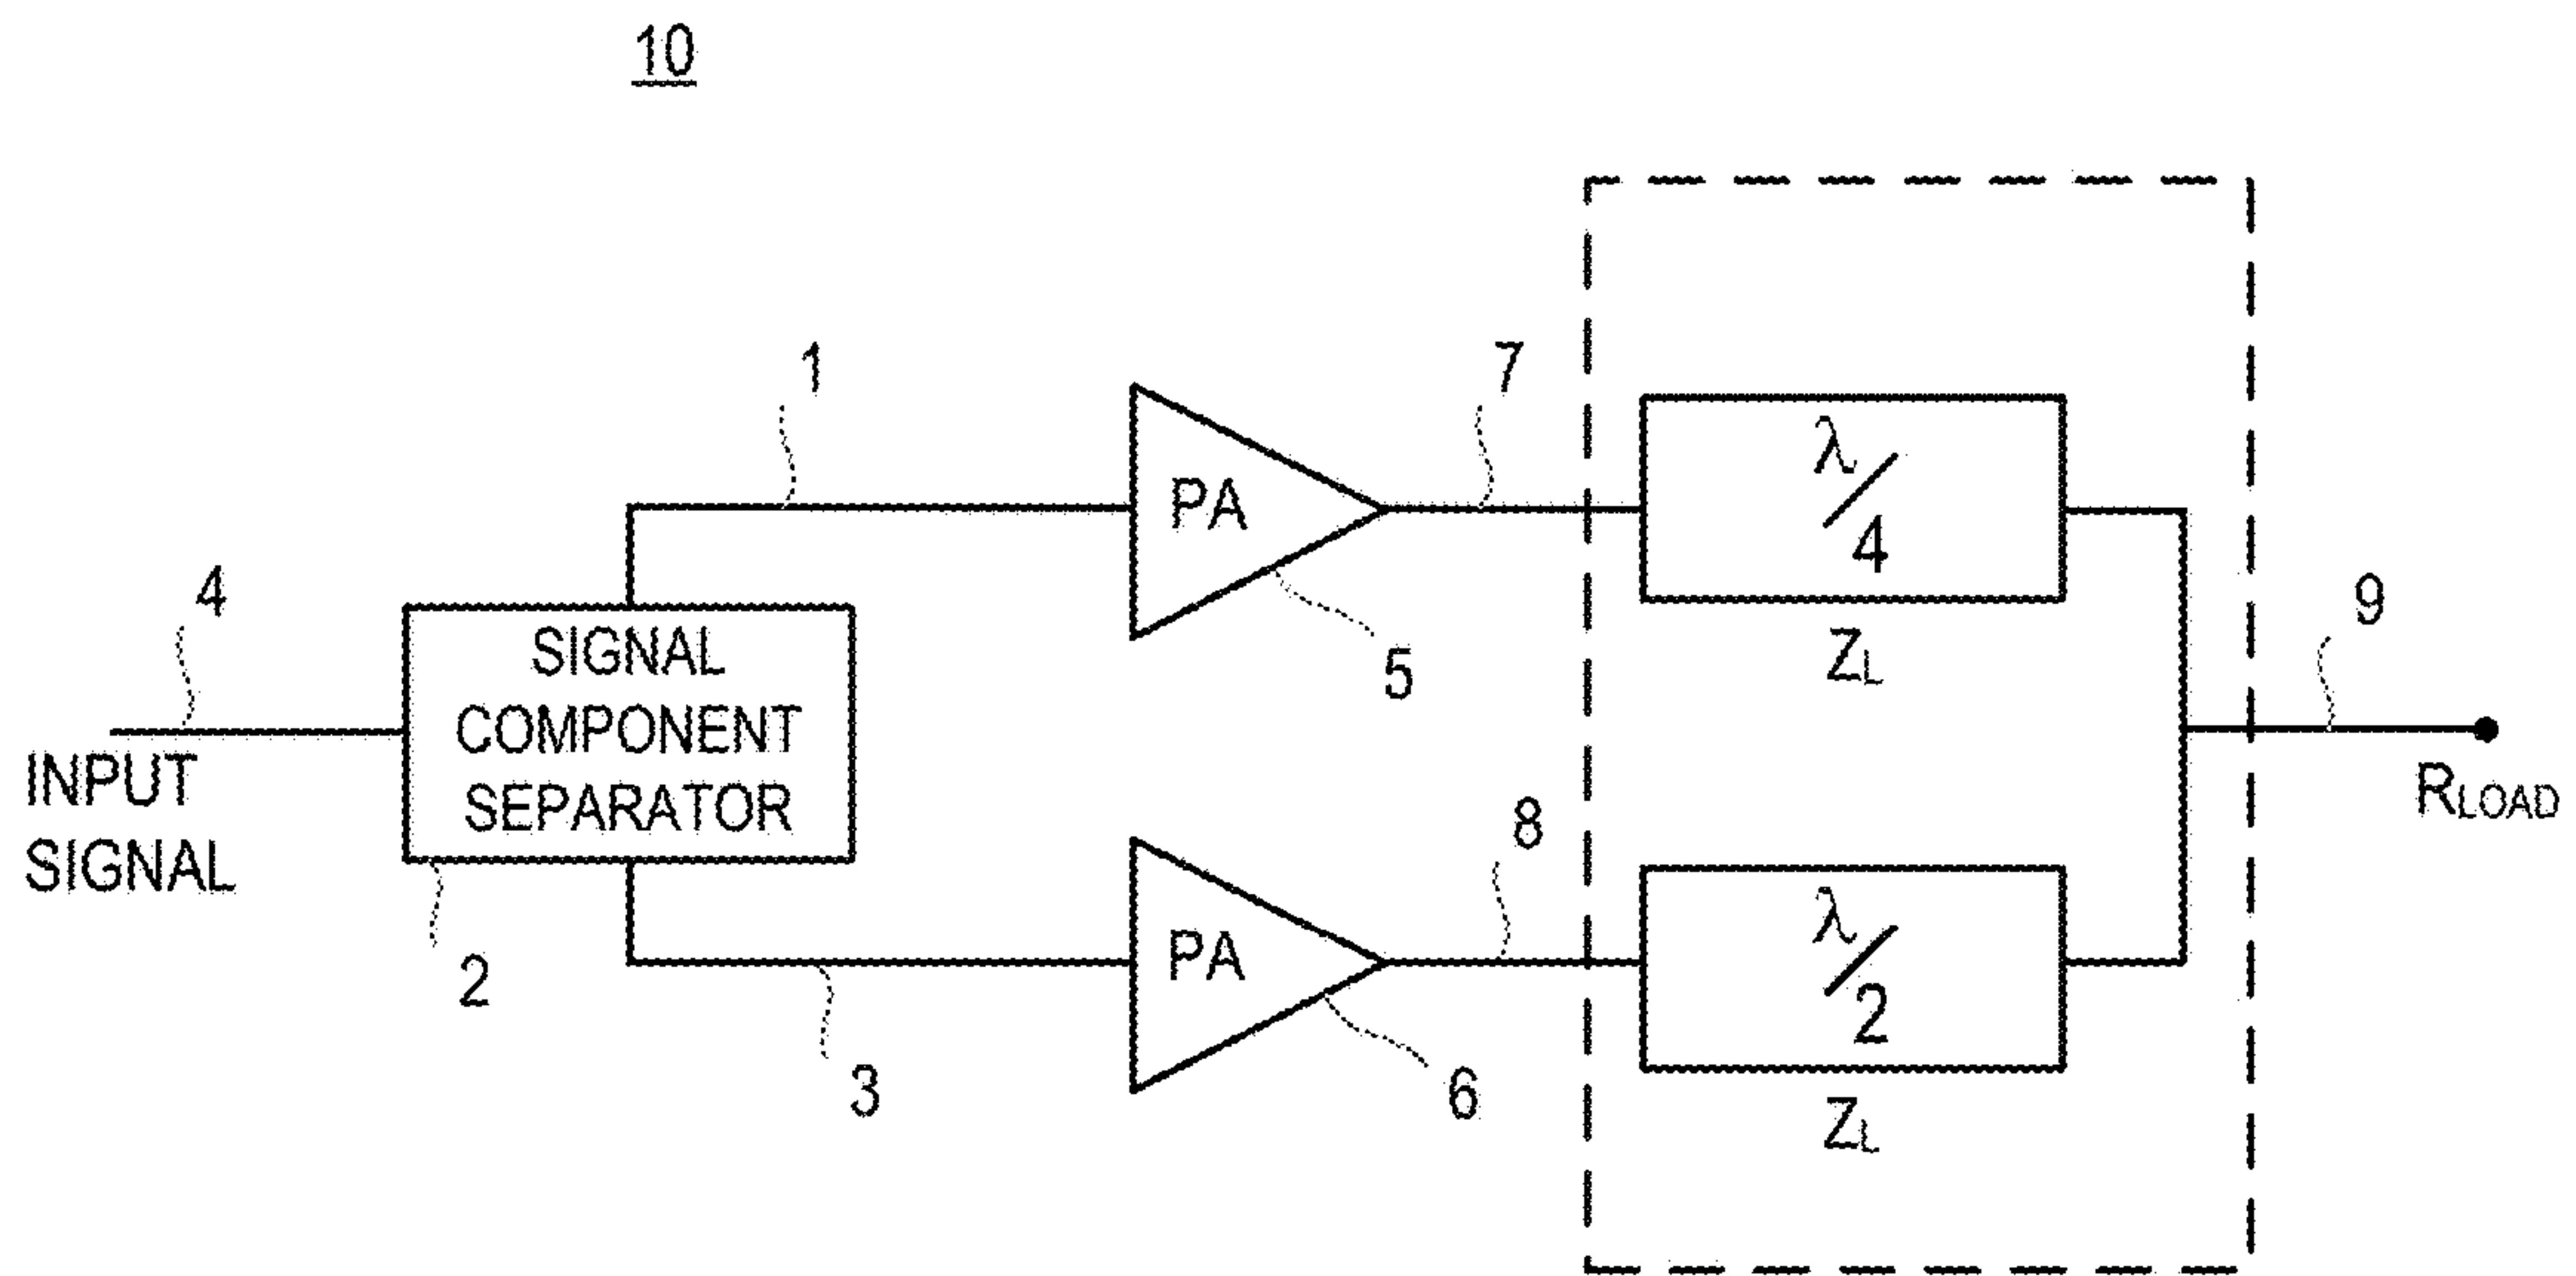 10
1
7
PA
λ/4
4
9
SIGNAL
COMPONENT
SEPARATOR
5
ZL
INPUT
SIGNAL
RLOAD
8
2
PA
λ/2
3
6
ZL